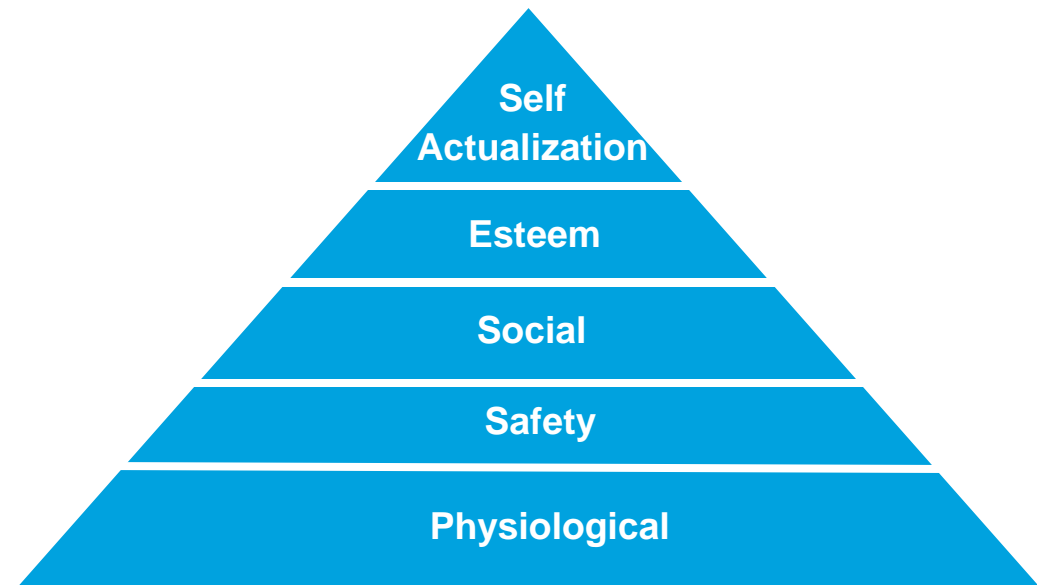 Self
Actualization
Esteem
Social
Safety
Physiological